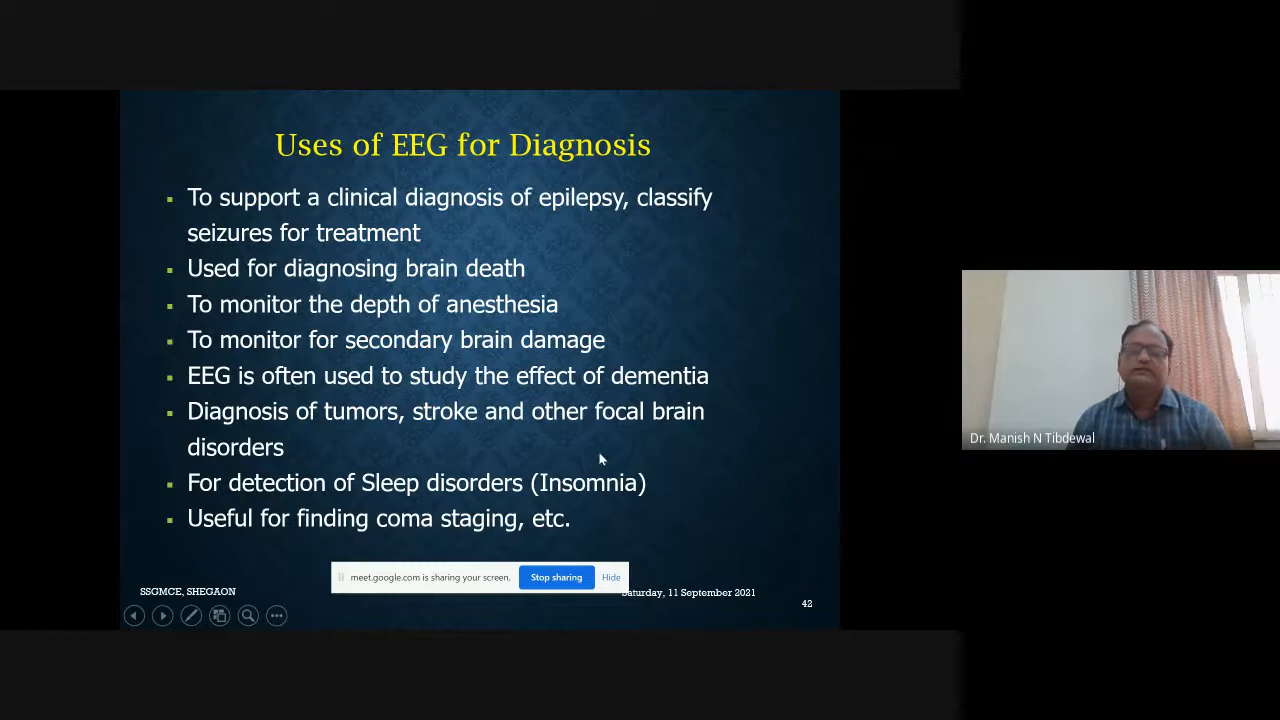 Uses of EEG for Diagnosis
To support a clinical diagnosis of epilepsy, classify
seizures for treatment
Used for diagnosing brain death
To monitor the depth of anesthesia
To monitor for secondary brain damage
EEG is often used to study the effect of dementia
Diagnosis of tumors, stroke and other focal brain
disorders
For detection of Sleep disorders (Insomnia)
Useful for finding coma staging, etc.
meet.google.com is sharing your screen.
Stop sharing
Hide
SSGMCE, SHEGAON
Saturday, 11 September 2021
42
Dr. Manish N Tibdewal